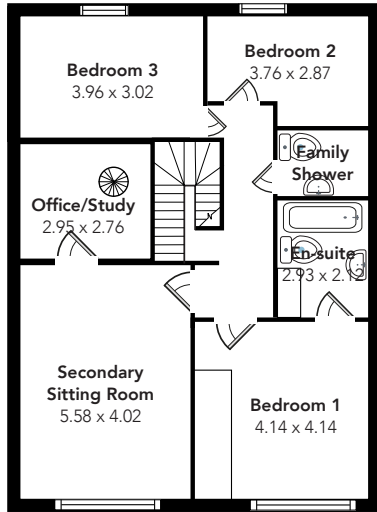 Bedroom 3
3.96 x 3.02
Bedroom 2
3.76 x 2.87
Family
Shower
Office/Study
2.95 x 2.76
N
En-suite
2.93 x 2.12
Secondary
Sitting Room
5.58 x 4.02
Bedroom 1
4.14 x 4.14